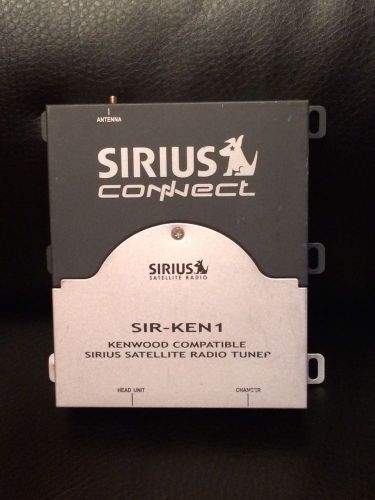 ANTENNA
SIRIUS
connect
SIRIUS
SATELLITE RADIO
SIR-KEN1
KENWOOD COMPATIBLE
SIRIUS SATELLITE RADIO TUNER
HEAD UNIT
CHANGER